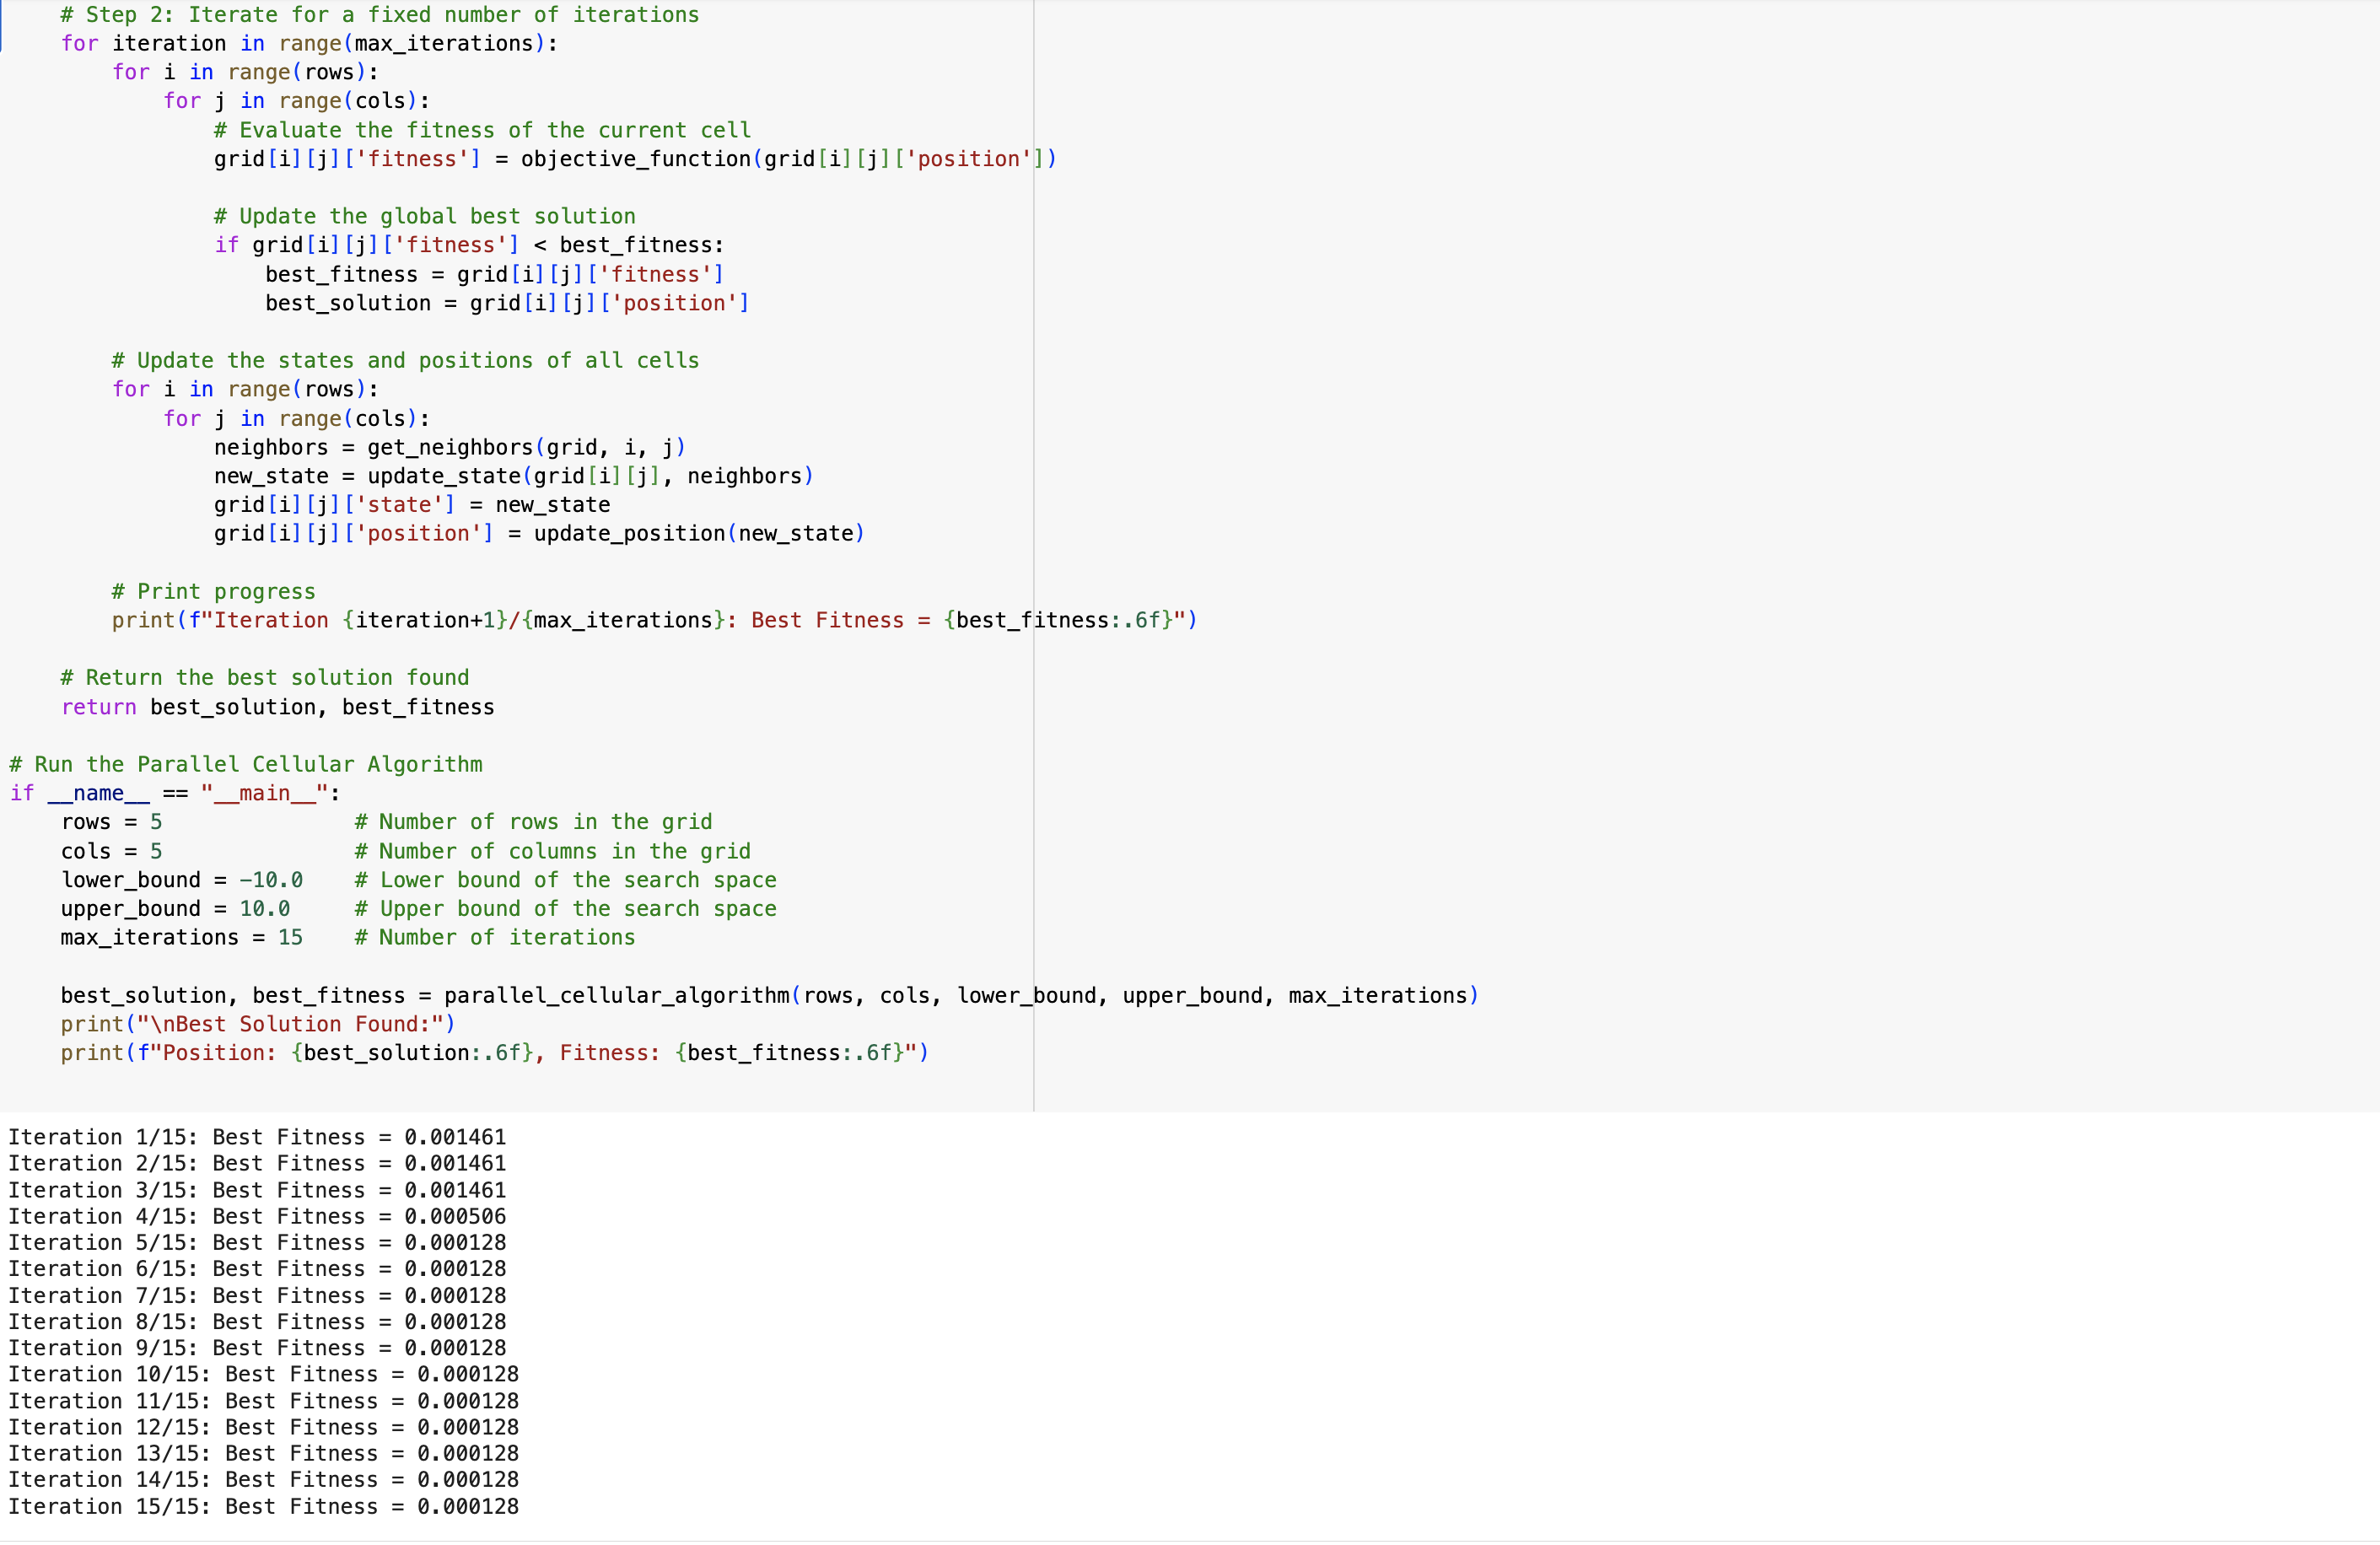 # Step 2: Iterate for a fixed number of iterations
    for iteration in range(max_iterations):
        for i in range(rows):
            for j in range(cols):
                # Evaluate the fitness of the current cell
                grid[i][j]['fitness'] = objective_function(grid[i][j]['position'])

                # Update the global best solution
                if grid[i][j]['fitness'] < best_fitness:
                    best_fitness = grid[i][j]['fitness']
                    best_solution = grid[i][j]['position']

        # Update the states and positions of all cells
        for i in range(rows):
            for j in range(cols):
                neighbors = get_neighbors(grid, i, j)
                new_state = update_state(grid[i][j], neighbors)
                grid[i][j]['state'] = new_state
                grid[i][j]['position'] = update_position(new_state)

        # Print progress
        print(f"Iteration {iteration+1}/{max_iterations}: Best Fitness = {best_fitness:.6f}")

    # Return the best solution found
    return best_solution, best_fitness

# Run the Parallel Cellular Algorithm
if __name__ == "__main__":
    rows = 5               # Number of rows in the grid
    cols = 5               # Number of columns in the grid
    lower_bound = -10.0    # Lower bound of the search space
    upper_bound = 10.0     # Upper bound of the search space
    max_iterations = 15    # Number of iterations

    best_solution, best_fitness = parallel_cellular_algorithm(rows, cols, lower_bound, upper_bound, max_iterations)
    print("\nBest Solution Found:")
    print(f"Position: {best_solution:.6f}, Fitness: {best_fitness:.6f}")

Iteration 1/15: Best Fitness = 0.001461
Iteration 2/15: Best Fitness = 0.001461
Iteration 3/15: Best Fitness = 0.001461
Iteration 4/15: Best Fitness = 0.000506
Iteration 5/15: Best Fitness = 0.000128
Iteration 6/15: Best Fitness = 0.000128
Iteration 7/15: Best Fitness = 0.000128
Iteration 8/15: Best Fitness = 0.000128
Iteration 9/15: Best Fitness = 0.000128
Iteration 10/15: Best Fitness = 0.000128
Iteration 11/15: Best Fitness = 0.000128
Iteration 12/15: Best Fitness = 0.000128
Iteration 13/15: Best Fitness = 0.000128
Iteration 14/15: Best Fitness = 0.000128
Iteration 15/15: Best Fitness = 0.000128